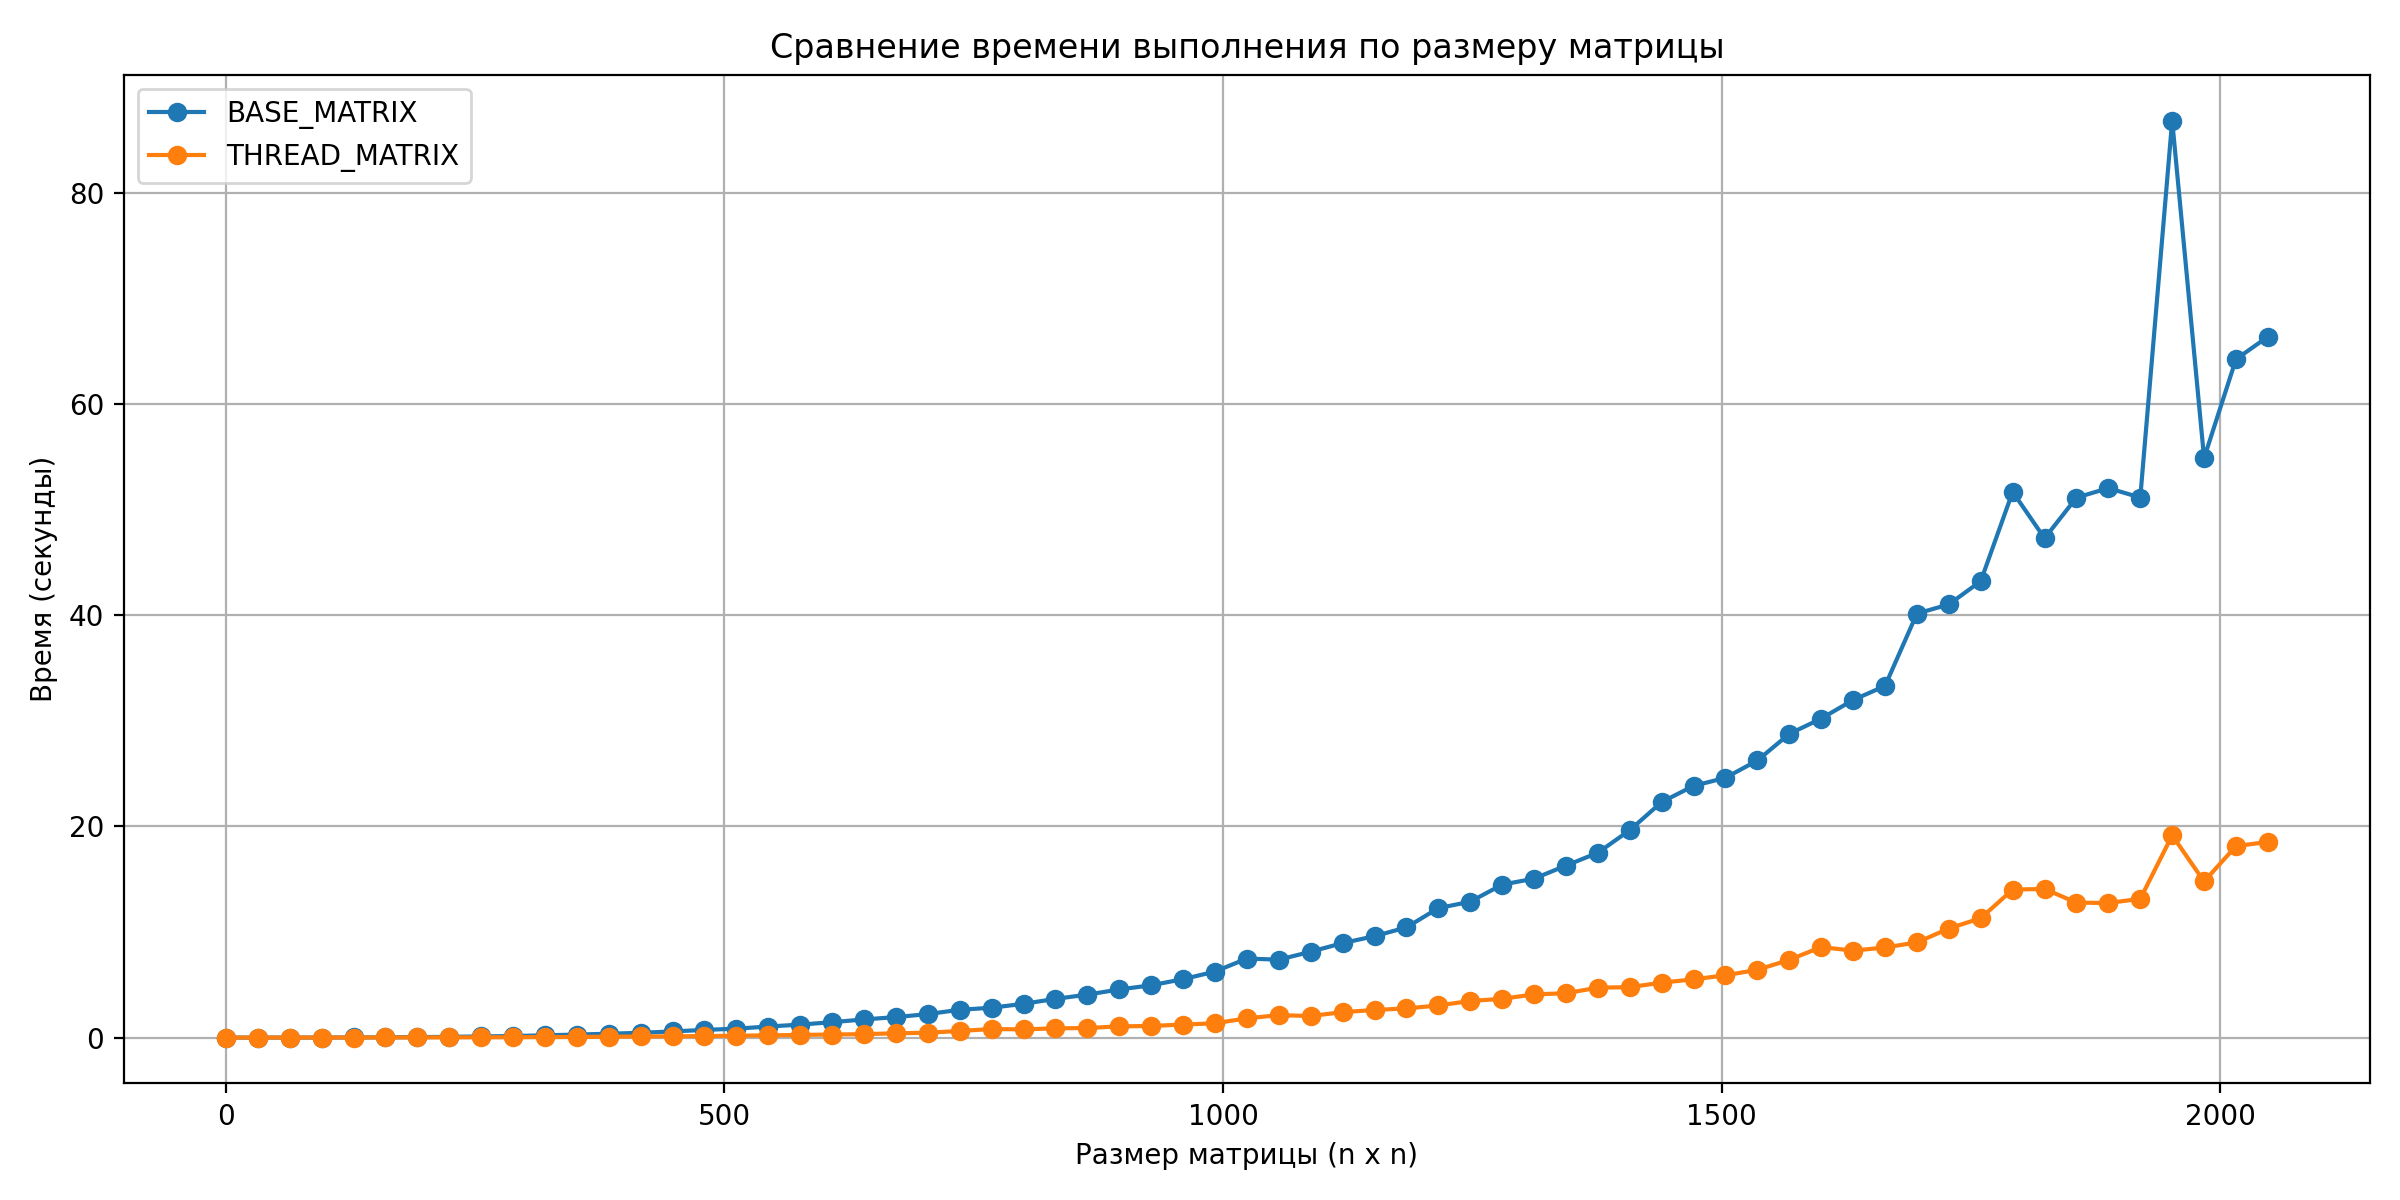 Сравнение времени выполнения по размеру матрицы
BASE_MATRIX
THREAD_MATRIX
80
60
40
20
0
Время (секунды)
0 500 1000 1500 2000
Размер матрицы (n x n)